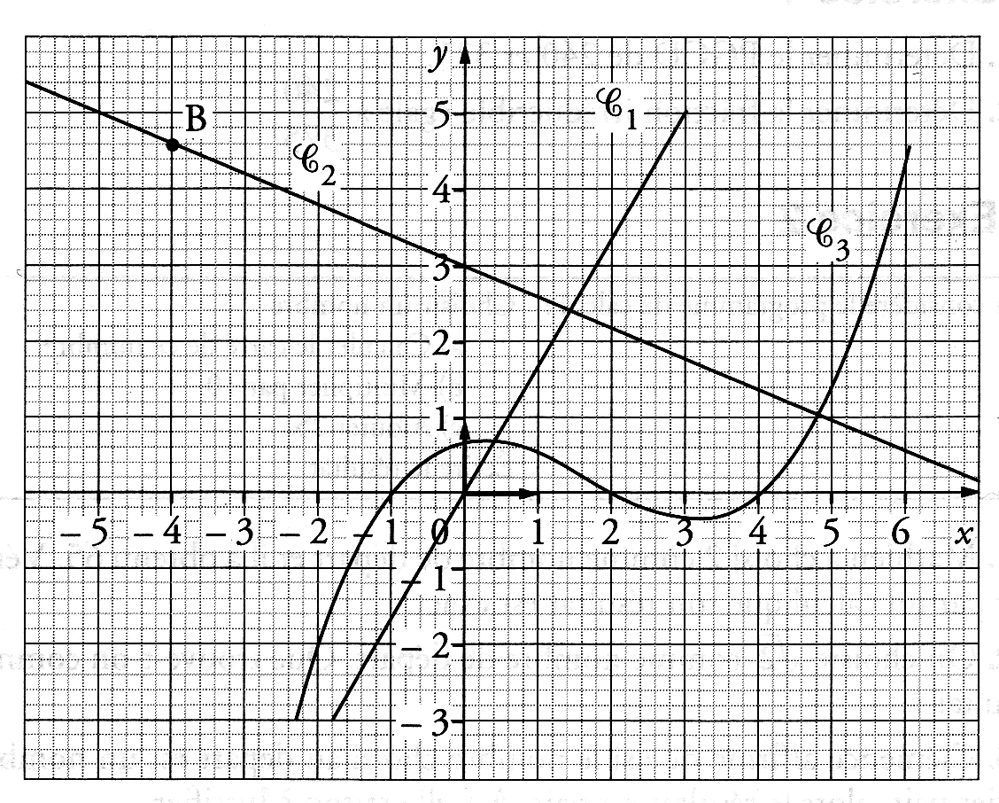 y
𝒞1
5
B
𝒞2
4
𝒞3
3
2
1
– 5 – 4 – 3 – 2 – 1 0 1 2 3 4 5 6 x
– 1
– 2
– 3